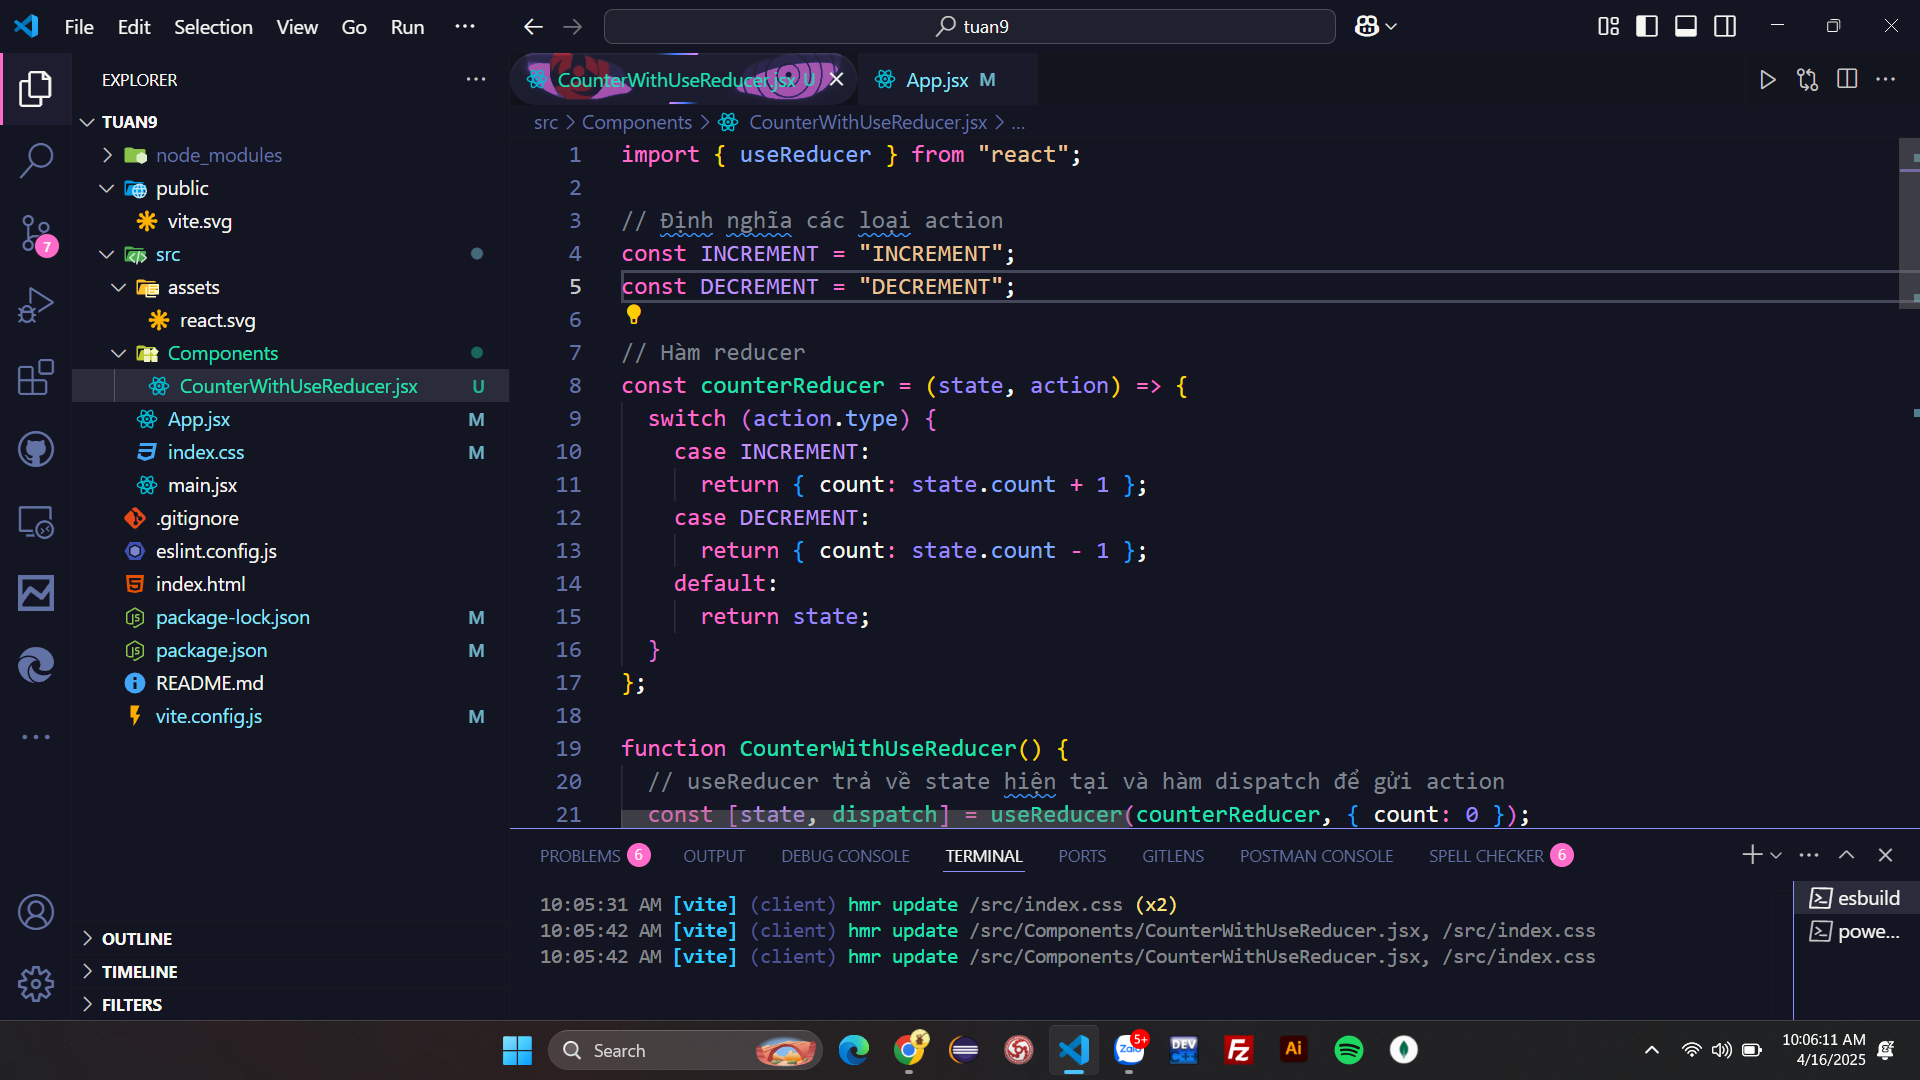 File Edit Selection View Go Run ...
tuan9
EXPLORER
CounterWithUseReducer.jsx U
App.jsx M
TUAN9
node_modules
public
vite.svg
src
assets
react.svg
Components
CounterWithUseReducer.jsx U
App.jsx M
index.css M
main.jsx
.gitignore
eslint.config.js
index.html
package-lock.json M
package.json M
README.md
vite.config.js M
OUTLINE
TIMELINE
FILTERS
7
src > Components > CounterWithUseReducer.jsx > ...
1 import { useReducer } from "react";
2
3 // Định nghĩa các loại action
4 const INCREMENT = "INCREMENT";
5 const DECREMENT = "DECREMENT";
6
7 // Hàm reducer
8 const counterReducer = (state, action) => {
9 switch (action.type) {
10 case INCREMENT:
11 return { count: state.count + 1 };
12 case DECREMENT:
13 return { count: state.count - 1 };
14 default:
15 return state;
16 }
17 };
18
19 function CounterWithUseReducer() {
20 // useReducer trả về state hiện tại và hàm dispatch để gửi action
21 const [state, dispatch] = useReducer(counterReducer, { count: 0 });
PROBLEMS 6 OUTPUT DEBUG CONSOLE TERMINAL PORTS GITLENS POSTMAN CONSOLE SPELL CHECKER 6
10:05:31 AM [vite] (client) hmr update /src/index.css (x2)
10:05:42 AM [vite] (client) hmr update /src/Components/CounterWithUseReducer.jsx, /src/index.css
10:05:42 AM [vite] (client) hmr update /src/Components/CounterWithUseReducer.jsx, /src/index.css
esbuild
powe...
Search
Zalo 5+
DEV
Fz
Ai
10:06:11 AM
4/16/2025